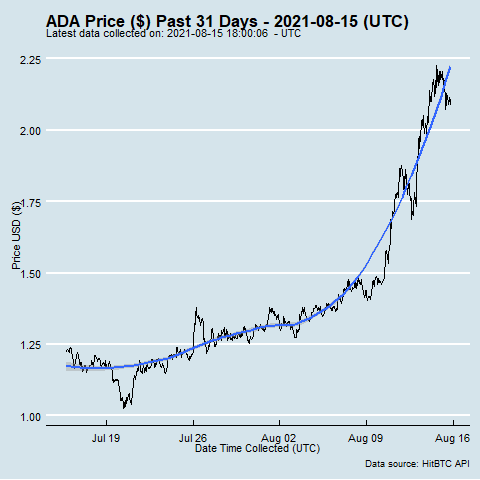 ADA Price ($) Past 31 Days - 2021-08-15 (UTC)
Latest data collected on: 2021-08-15 18:00:06  - UTC
2.25
2.00
1.75
1.50
1.25
1.00
Price USD ($)
Jul 19
Jul 26
Aug 02
Aug 09
Aug 16
Date Time Collected (UTC)
Data source: HitBTC API